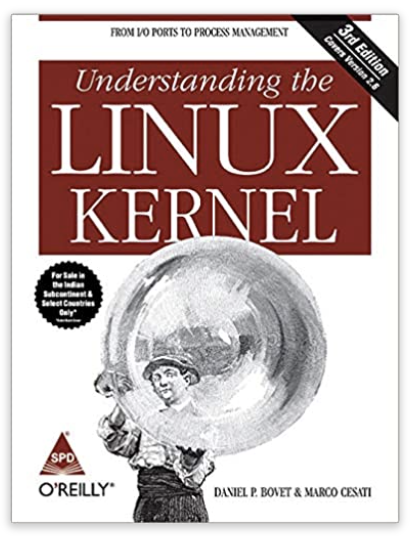 FROM I/O PORTS TO PROCESS MANAGEMENT
3rd Edition
Covers Version 2.6
Understanding the
LINUX
KERNEL
For Sale in
the Indian
Subcontinent &
Select Countries
Only*
SPD
O'REILLY®
DANIEL P. BOVET & MARCO CESATI